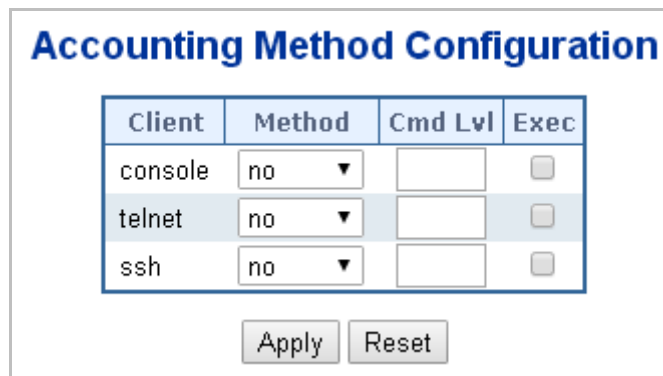 Accounting Method Configuration
Client Method Cmd Lvl Exec
console no
telnet no
ssh no
Apply Reset